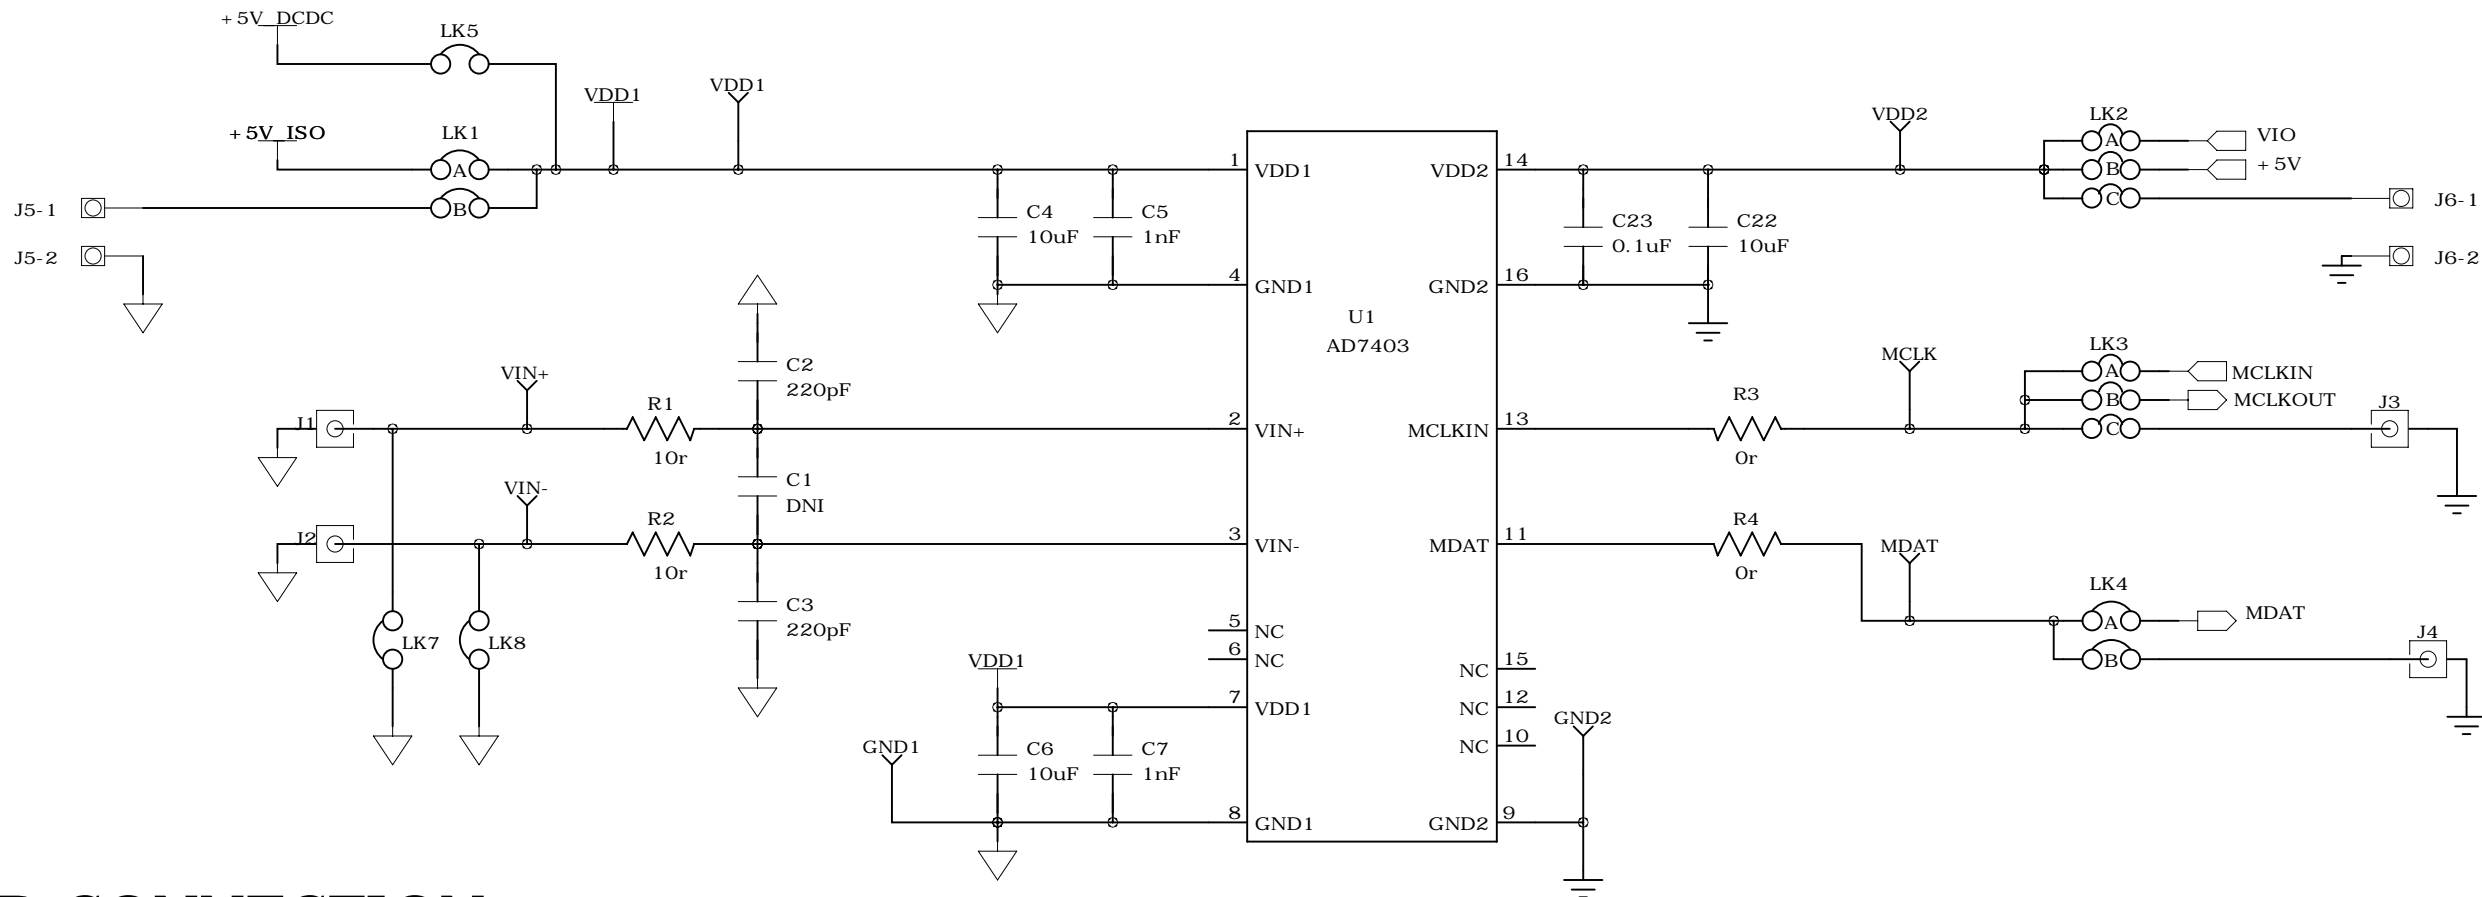 +5V_DCDC
LK5
VDD1
VDD1
+5V_ISO
LK1
A
B
J5-1
J5-2
C4
10uF
C5
1nF
1
VDD1
4
GND1
U1
AD7403
VDD2
14
GND2
16
C23
0.1uF
C22
10uF
VDD2
LK2
A
B
C
VIO
+5V
J6-1
J6-2
C2
220pF
VIN+
J1
R1
10r
2
VIN+
C1
DNI
VIN-
J2
R2
10r
3
VIN-
C3
220pF
LK7
LK8
MCLKIN
13
R3
0r
MCLK
LK3
A
B
C
MCLKIN
MCLKOUT
J3
MDAT
11
R4
0r
MDAT
LK4
A
B
MDAT
J4
5
NC
6
NC
VDD1
7
VDD1
GND1
C6
10uF
C7
1nF
8
GND1
NC
15
NC
12
NC
10
GND2
GND2
9
CONNECTION